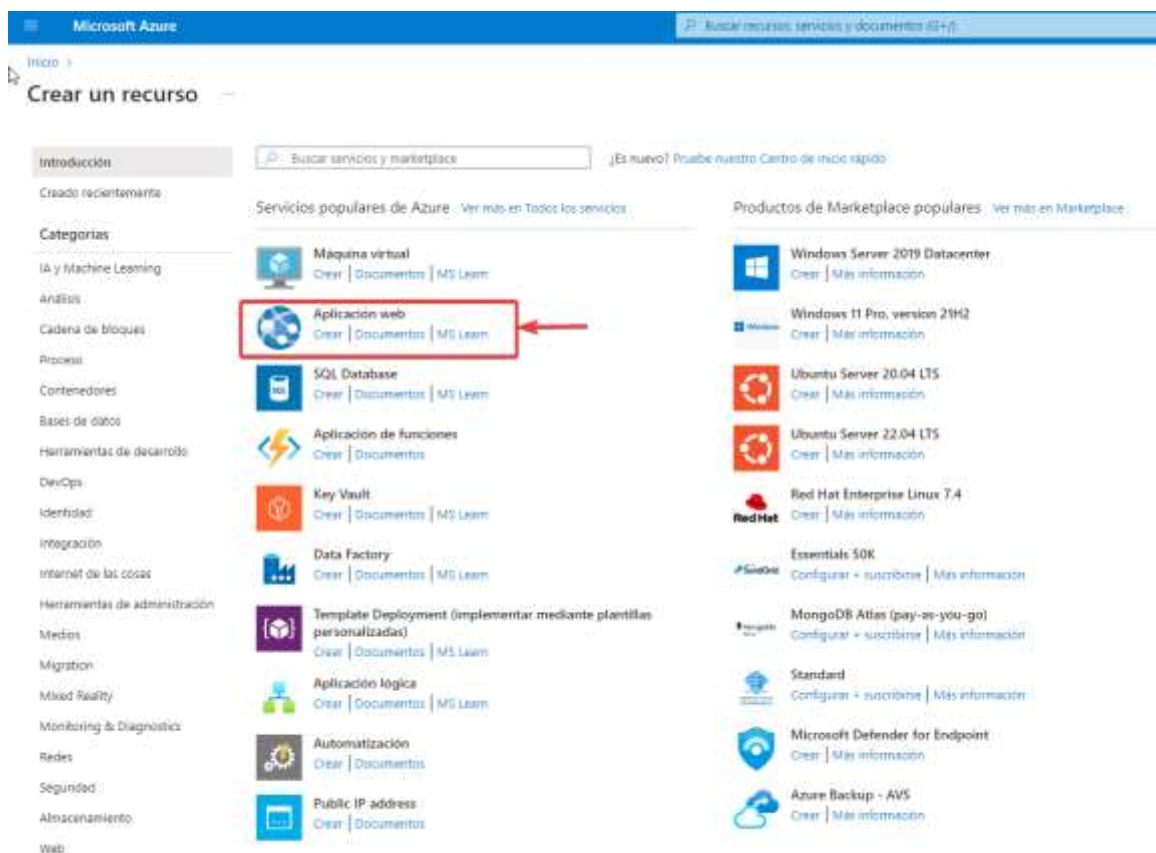 Microsoft Azure
Buscar recursos, servicios y documentos (G+/)
Inicio >
Crear un recurso ...
Introducción
Creado recientemente
Categorías
IA y Machine Learning
Análisis
Cadena de bloques
Proceso
Contenedores
Bases de datos
Herramientas de desarrollo
DevOps
Identidad
Integración
Internet de las cosas
Herramientas de administración
Medios
Migration
Mixed Reality
Monitoring & Diagnostics
Redes
Seguridad
Almacenamiento
Web
Buscar servicios y marketplace
¿Es nuevo? Pruebe nuestro Centro de inicio rápido
Servicios populares de Azure Ver más en Todos los servicios
Máquina virtual
Crear | Documentos | MS Learn
Aplicación web
Crear | Documentos | MS Learn
SQL Database
Crear | Documentos | MS Learn
Aplicación de funciones
Crear | Documentos
Key Vault
Crear | Documentos | MS Learn
Data Factory
Crear | Documentos | MS Learn
Template Deployment (implementar mediante plantillas
personalizadas)
Crear | Documentos | MS Learn
Aplicación lógica
Crear | Documentos | MS Learn
Automatización
Crear | Documentos
Public IP address
Crear | Documentos
Productos de Marketplace populares Ver más en Marketplace
Windows Server 2019 Datacenter
Crear | Más información
Windows 11 Pro, version 21H2
Crear | Más información
Ubuntu Server 20.04 LTS
Crear | Más información
Ubuntu Server 22.04 LTS
Crear | Más información
Red Hat
Red Hat Enterprise Linux 7.4
Crear | Más información
Essentials 50K
Configurar + suscribirse | Más información
MongoDB Atlas (pay-as-you-go)
Configurar + suscribirse | Más información
Standard
Configurar + suscribirse | Más información
Microsoft Defender for Endpoint
Crear | Más información
Azure Backup - AVS
Crear | Más información